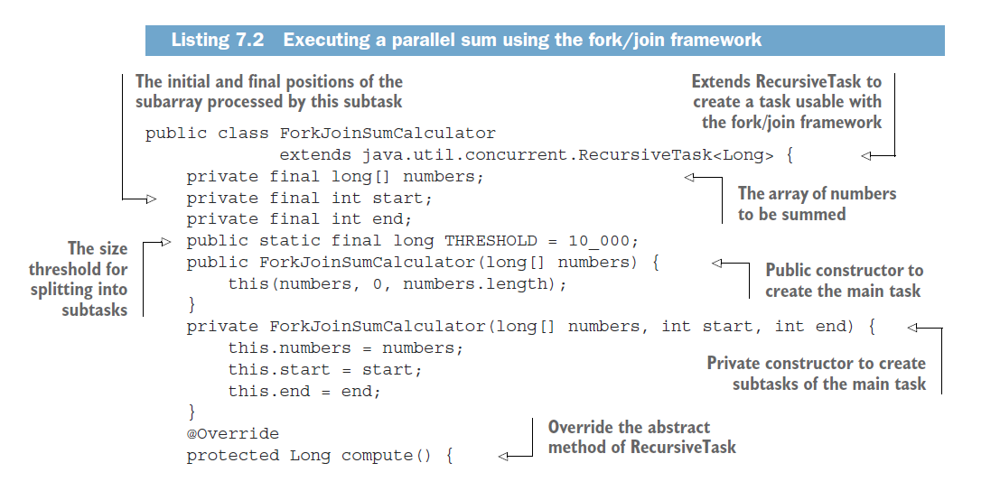 Listing 7.2 Executing a parallel sum using the fork/join framework
The initial and final positions of the
subarray processed by this subtask
Extends RecursiveTask to
create a task usable with
the fork/join framework
public class ForkJoinSumCalculator
extends java.util.concurrent.RecursiveTask<Long> {
private final long[] numbers;
private final int start;
private final int end;
The array of numbers
to be summed
The size
threshold for
splitting into
subtasks
public static final long THRESHOLD = 10_000;
public ForkJoinSumCalculator(long[] numbers) {
this(numbers, 0, numbers.length);
}
Public constructor to
create the main task
private ForkJoinSumCalculator(long[] numbers, int start, int end) {
this.numbers = numbers;
this.start = start;
this.end = end;
}
Private constructor to create
subtasks of the main task
@Override
protected Long compute() {
Override the abstract
method of RecursiveTask